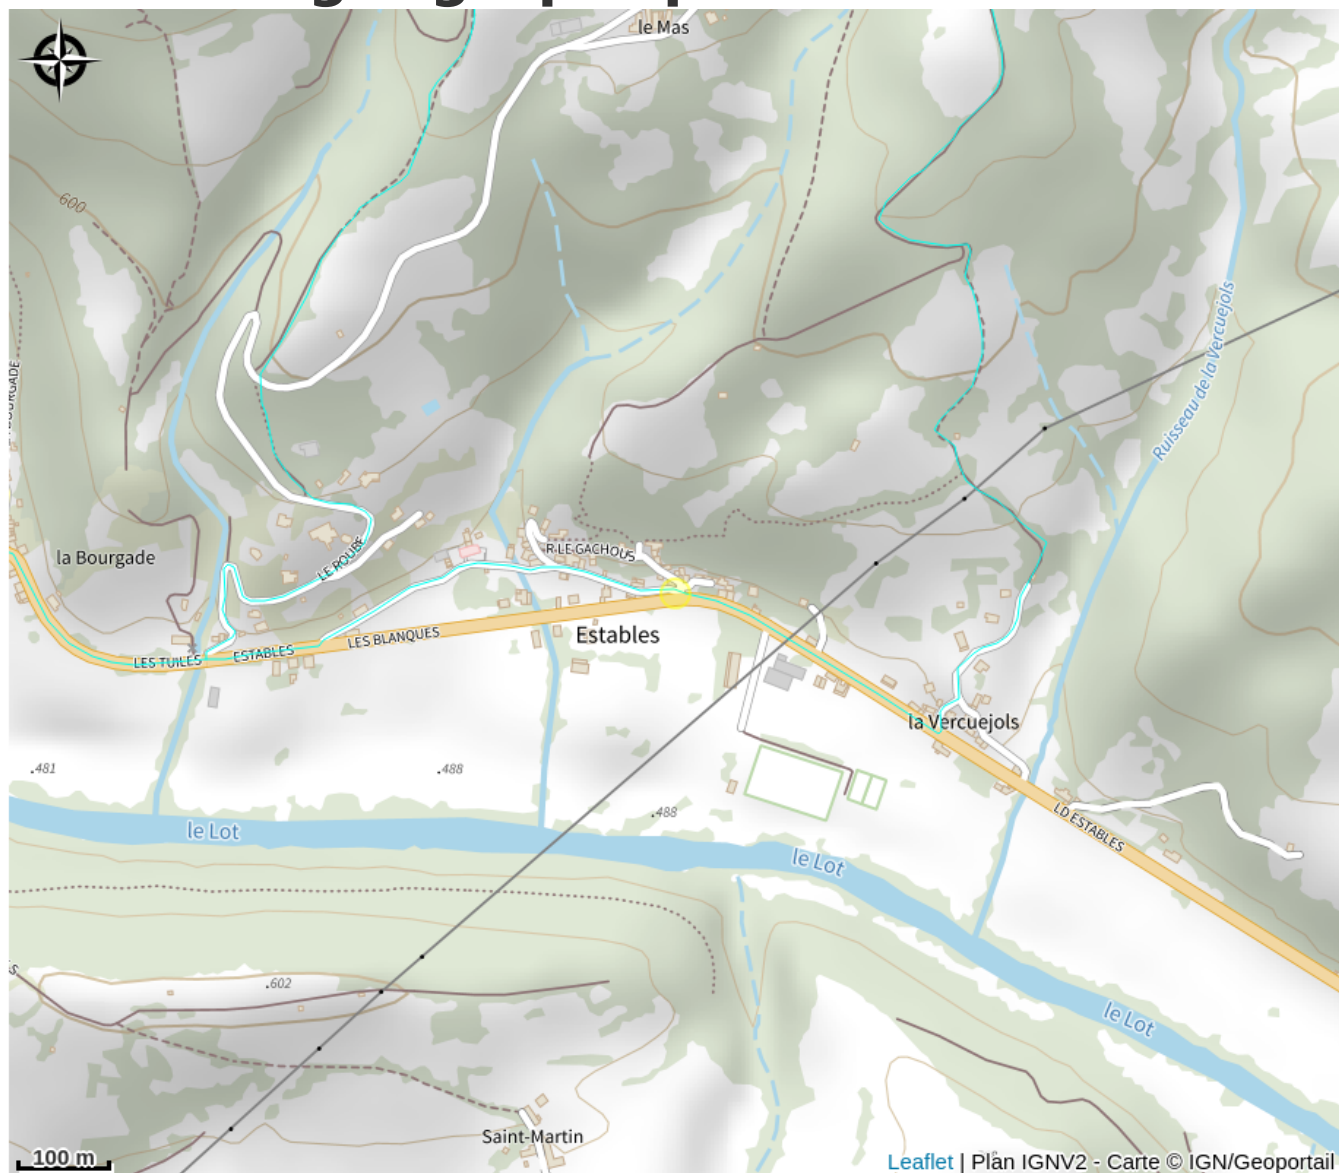 le Mas
600
Ruisseau de la Vercuejols
R LE GACHOUS
la Bourgade
LE ROUBE
Estables
LES TUILES
ESTABLES
LES BLANQUES
la Vercuejols
.481
.488
.488
LD ESTABLES
le Lot
le Lot
le Lot
.602
Saint-Martin
100 m
Leaflet | Plan IGNV2 - Carte © IGN/Geoportail